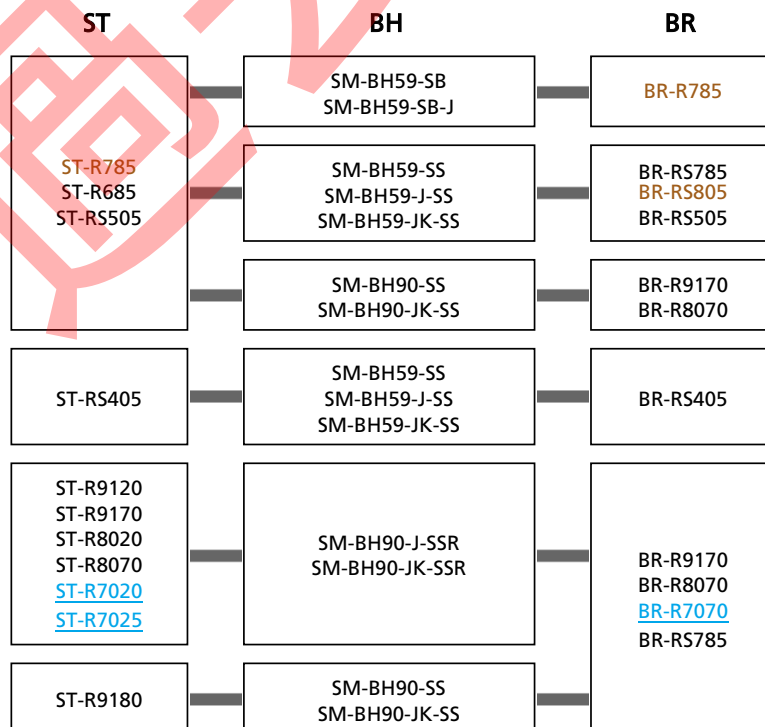 ST BH BR
SM-BH59-SB
SM-BH59-SB-J
BR-R785
ST-R785
ST-R685
ST-RS505
SM-BH59-SS
SM-BH59-J-SS
SM-BH59-JK-SS
BR-RS785
BR-RS805
BR-RS505
SM-BH90-SS
SM-BH90-JK-SS
BR-R9170
BR-R8070
ST-RS405
SM-BH59-SS
SM-BH59-J-SS
SM-BH59-JK-SS
BR-RS405
ST-R9120
ST-R9170
ST-R8020
ST-R8070
ST-R7020
ST-R7025
SM-BH90-J-SSR
SM-BH90-JK-SSR
BR-R9170
BR-R8070
BR-R7070
BR-RS785
ST-R9180
SM-BH90-SS
SM-BH90-JK-SS